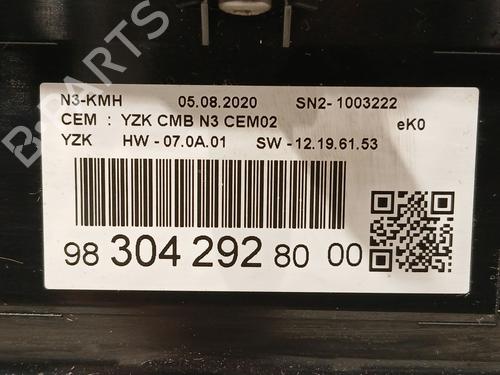 B-PARTS
N3-KMH 05.08.2020 SN2- 1003222
CEM : YZK CMB N3 CEM02 eK0
YZK HW - 07.0A.01 SW -12.19.61.53
98 304 292 80 00